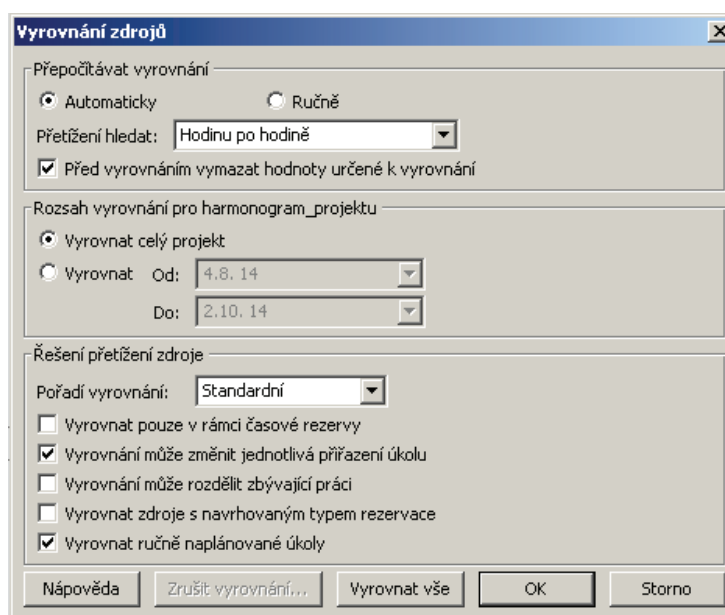 Vyrovnání zdrojů
Přepočítávat vyrovnání
Automaticky Ručně
Přetížení hledat: Hodinu po hodině
Před vyrovnáním vymazat hodnoty určené k vyrovnání
Rozsah vyrovnání pro harmonogram_projektu
Vyrovnat celý projekt
Vyrovnat Od: 4.8. 14
Do: 2.10. 14
Řešení přetížení zdroje
Pořadí vyrovnání: Standardní
Vyrovnat pouze v rámci časové rezervy
Vyrovnání může změnit jednotlivá přiřazení úkolu
Vyrovnání může rozdělit zbývající práci
Vyrovnat zdroje s navrhovaným typem rezervace
Vyrovnat ručně naplánované úkoly
Nápověda Zrušit vyrovnání... Vyrovnat vše OK Storno